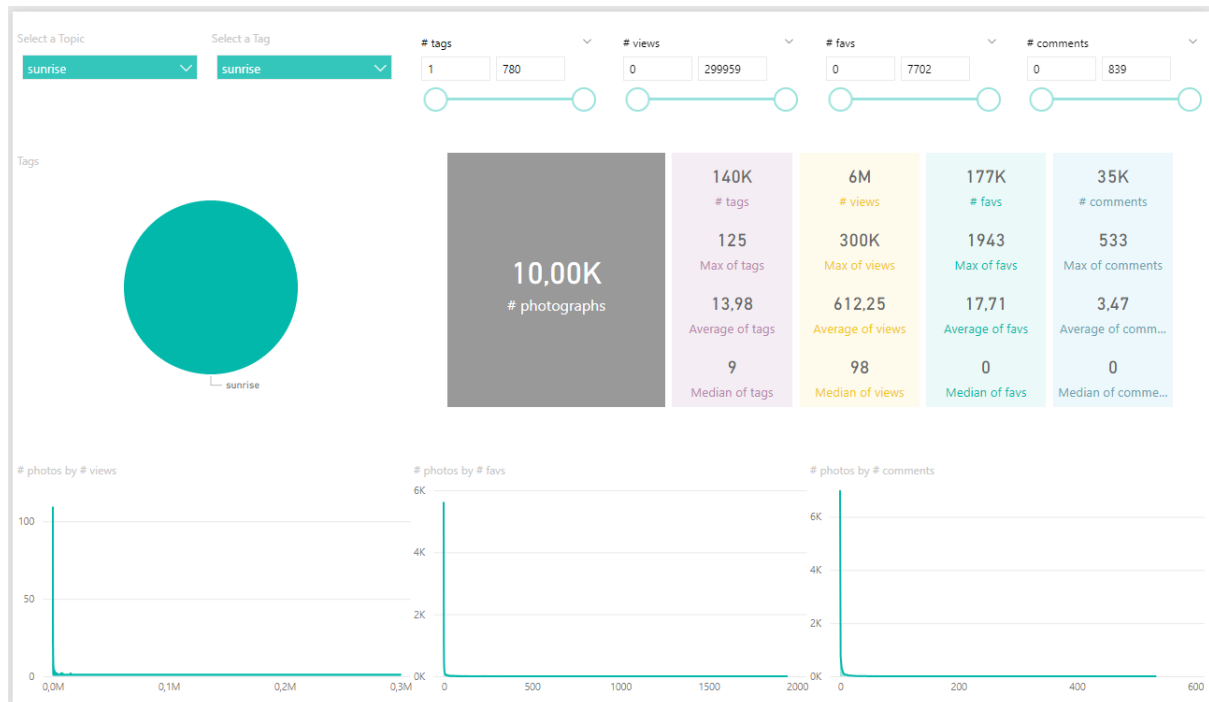 Select a Topic
Select a Tag
sunrise
sunrise
# tags
# views
# favs
# comments
1
780
0
299959
0
7702
0
839
Tags
sunrise
10,00K
# photographs
140K
# tags
125
Max of tags
13,98
Average of tags
9
Median of tags
6M
# views
300K
Max of views
612,25
Average of views
98
Median of views
177K
# favs
1943
Max of favs
17,71
Average of favs
0
Median of favs
35K
# comments
533
Max of comments
3,47
Average of comm...
0
Median of comme...
# photos by # views
100
50
0
0,0M
0,1M
0,2M
0,3M
# photos by # favs
6K
4K
2K
0K
0
500
1000
1500
2000
# photos by # comments
6K
4K
2K
0K
0
200
400
600